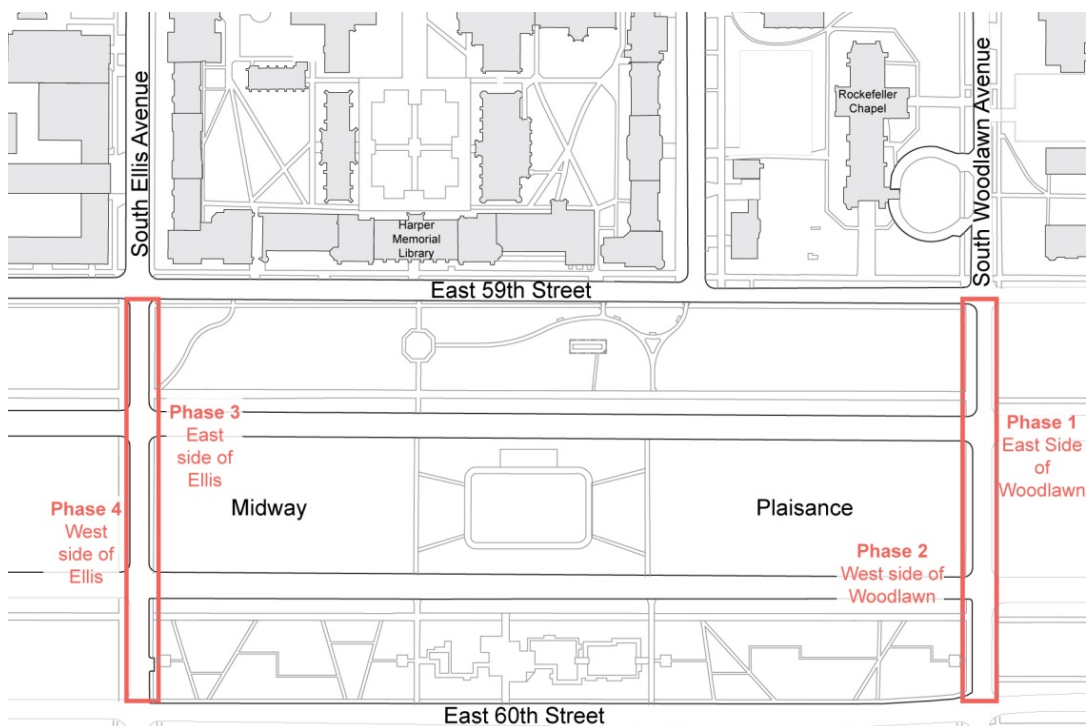 South Ellis Avenue
Rockefeller
Chapel
South Woodlawn Avenue
Harper
Memorial
Library
East 59th Street
Phase 3
East
side of
Ellis
Phase 1
East Side
of
Woodlawn
Phase 4
West
side of
Ellis
Midway
Plaisance
Phase 2
West side of
Woodlawn
East 60th Street